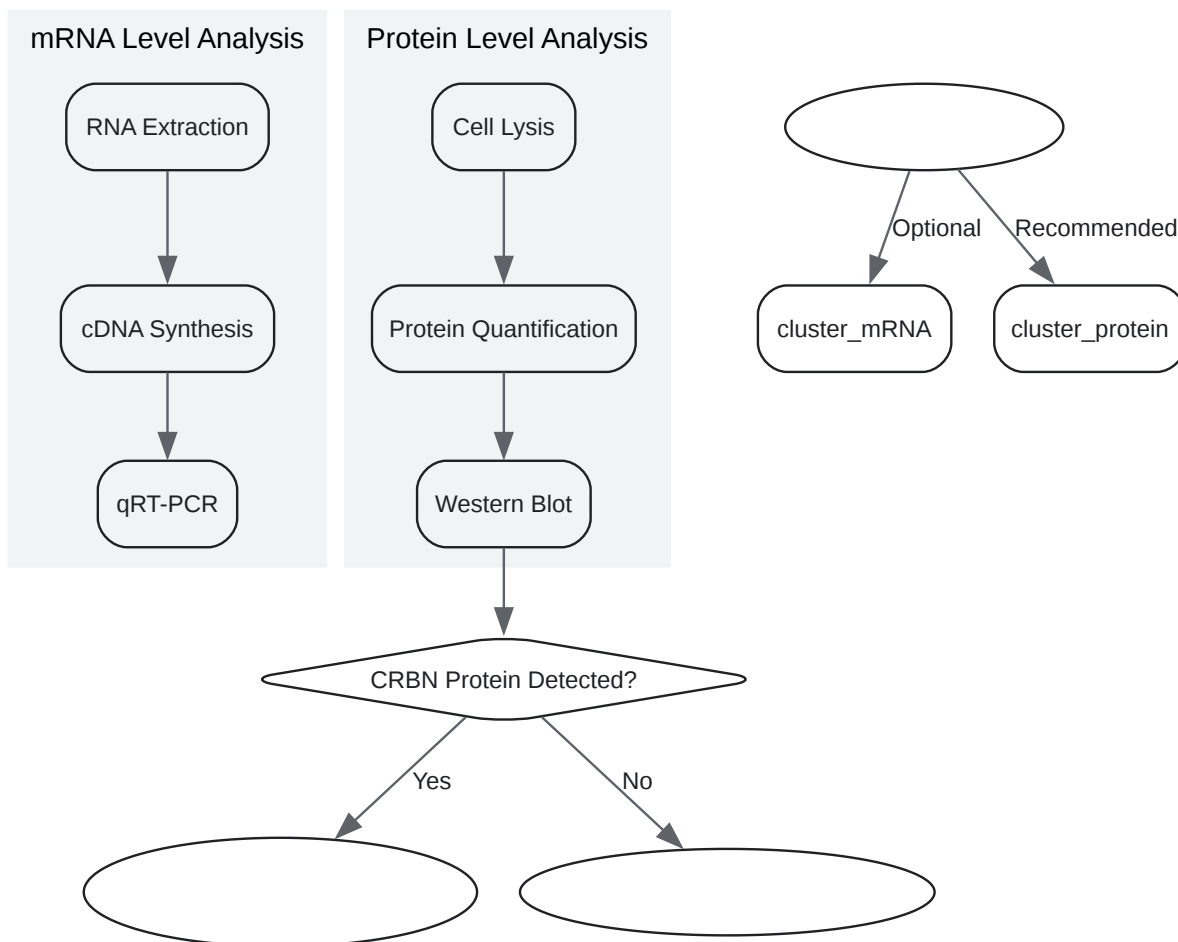 mRNA Level Analysis
RNA Extraction
cDNA Synthesis
qRT-PCR
Protein Level Analysis
Cell Lysis
Protein Quantification
Western Blot
CRBN Protein Detected?
Yes
No
Optional
Recommended
cluster_mRNA
cluster_protein